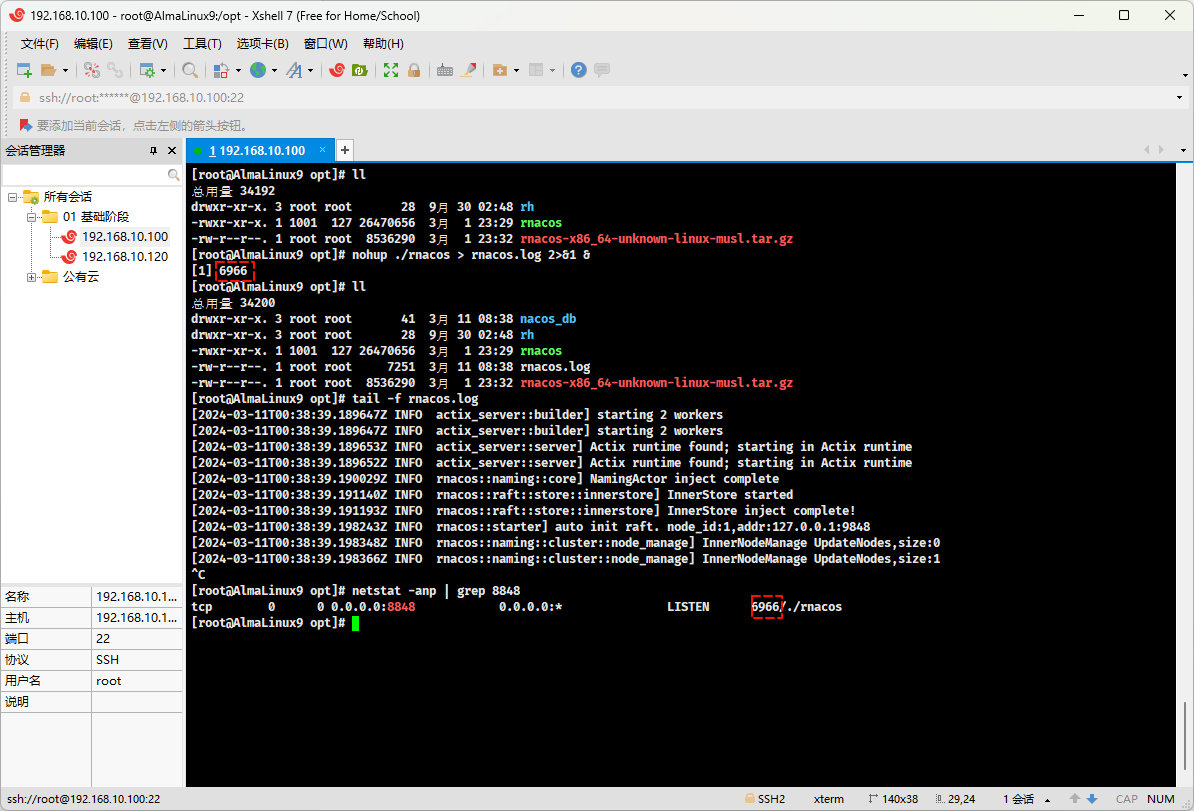 192.168.10.100 - root@AlmaLinux9:/opt - Xshell 7 (Free for Home/School)
文件(F) 编辑(E) 查看(V) 工具(T) 选项卡(B) 窗口(W) 帮助(H)
ssh://root:******@192.168.10.100:22
要添加当前会话，点击左侧的箭头按钮。
会话管理器
1 192.168.10.100 × +
所有会话
01 基础阶段
192.168.10.100
192.168.10.120
公有云
[root@AlmaLinux9 opt]# ll
总用量 34192
drwxr-xr-x. 3 root root       28  9月 30 02:48 rh
-rwxr-xr-x. 1 1001  127 26470656  3月  1 23:29 rnacos
-rw-r--r--. 1 root root  8536290  3月  1 23:32 rnacos-x86_64-unknown-linux-musl.tar.gz
[root@AlmaLinux9 opt]# nohup ./rnacos > rnacos.log 2>&1 &
[1] 6966
[root@AlmaLinux9 opt]# ll
总用量 34200
drwxr-xr-x. 3 root root       41  3月 11 08:38 nacos_db
drwxr-xr-x. 3 root root       28  9月 30 02:48 rh
-rwxr-xr-x. 1 1001  127 26470656  3月  1 23:29 rnacos
-rw-r--r--. 1 root root     7251  3月 11 08:38 rnacos.log
-rw-r--r--. 1 root root  8536290  3月  1 23:32 rnacos-x86_64-unknown-linux-musl.tar.gz
[root@AlmaLinux9 opt]# tail -f rnacos.log
[2024-03-11T00:38:39.189647Z INFO  actix_server::builder] starting 2 workers
[2024-03-11T00:38:39.189647Z INFO  actix_server::builder] starting 2 workers
[2024-03-11T00:38:39.189653Z INFO  actix_server::server] Actix runtime found; starting in Actix runtime
[2024-03-11T00:38:39.189652Z INFO  actix_server::server] Actix runtime found; starting in Actix runtime
[2024-03-11T00:38:39.190029Z INFO  rnacos::naming::core] NamingActor inject complete
[2024-03-11T00:38:39.191140Z INFO  rnacos::raft::store::innerstore] InnerStore started
[2024-03-11T00:38:39.191193Z INFO  rnacos::raft::store::innerstore] InnerStore inject complete!
[2024-03-11T00:38:39.198243Z INFO  rnacos::starter] auto init raft. node_id:1,addr:127.0.0.1:9848
[2024-03-11T00:38:39.198348Z INFO  rnacos::naming::cluster::node_manage] InnerNodeManage UpdateNodes,size:0
[2024-03-11T00:38:39.198366Z INFO  rnacos::naming::cluster::node_manage] InnerNodeManage UpdateNodes,size:1
^C
[root@AlmaLinux9 opt]# netstat -anp | grep 8848
tcp        0      0 0.0.0.0:8848            0.0.0.0:*               LISTEN      6966/./rnacos
[root@AlmaLinux9 opt]#
名称 192.168.10.1...
主机 192.168.10.1...
端口 22
协议 SSH
用户名 root
说明
ssh://root@192.168.10.100:22 SSH2 xterm 140x38 29,24 1 会话 CAP NUM